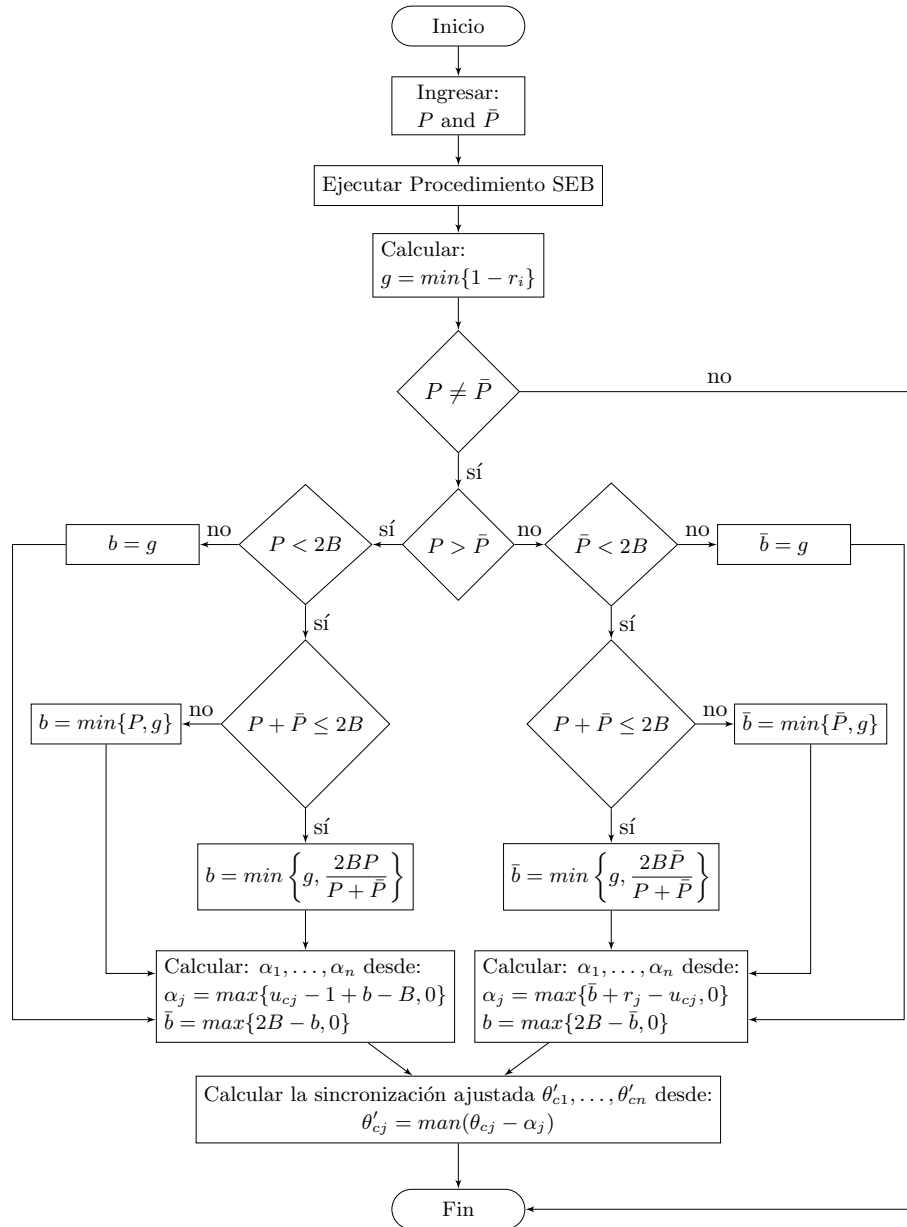 Inicio
Ingresar:
P and P̄
Ejecutar Procedimiento SEB
Calcular:
g = min{1 − r_i}
P ≠ P̄
no
sí
b = g
no
P < 2B
sí
P > P̄
no
P̄ < 2B
no
b̄ = g
sí
sí
b = min{P, g}
no
P + P̄ ≤ 2B
P + P̄ ≤ 2B
no
b̄ = min{P̄, g}
sí
sí
b = min {g, 2BP / (P + P̄)}
b̄ = min {g, 2BP̄ / (P + P̄)}
Calcular: α_1, . . . , α_n desde:
α_j = max{u_cj − 1 + b − B, 0}
b̄ = max{2B − b, 0}
Calcular: α_1, . . . , α_n desde:
α_j = max{b̄ + r_j − u_cj, 0}
b = max{2B − b̄, 0}
Calcular la sincronización ajustada θ′_c1, . . . , θ′_cn desde:
θ′_cj = man(θ_cj − α_j)
Fin